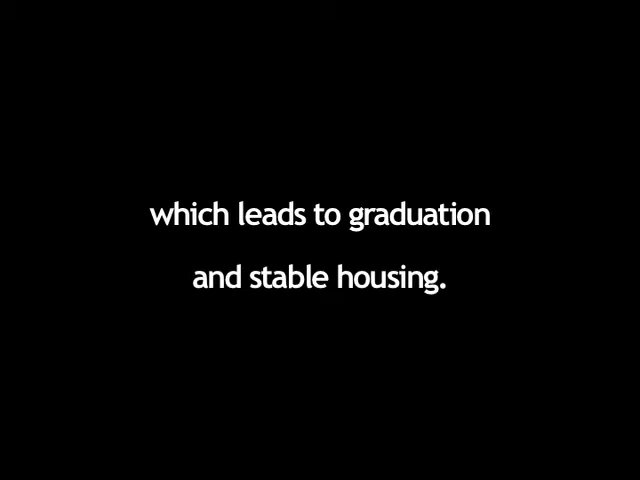 which leads to graduation
and stable housing.